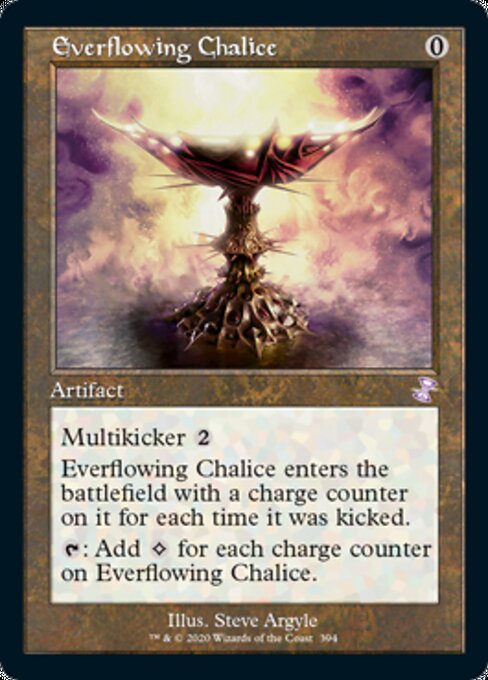 Everflowing Chalice 0
Artifact
Multikicker 2
Everflowing Chalice enters the
battlefield with a charge counter
on it for each time it was kicked.
: Add for each charge counter
on Everflowing Chalice.
Illus. Steve Argyle
™ & © 2020 Wizards of the Coast 394